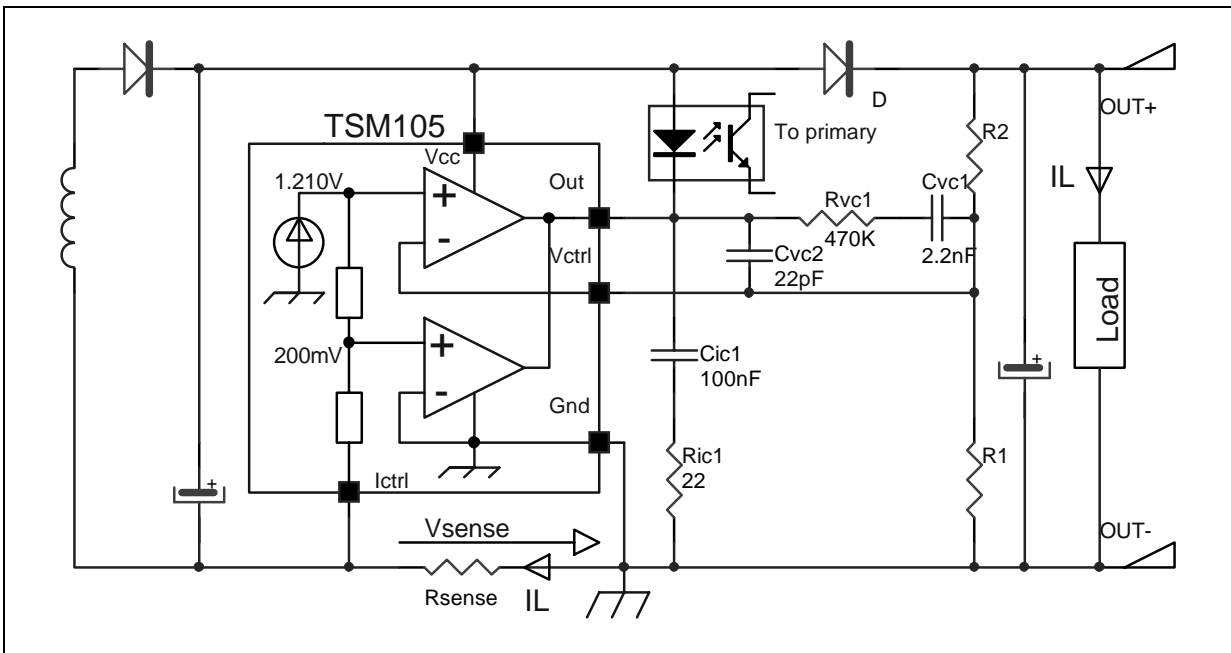 D
OUT+
To primary
R2
TSM105
Vcc
1.210V
Out
IL
Cvc1
2.2nF
Rvc1
470K
+
-
Vctrl
Cvc2
22pF
Load
200mV
+
-
Cic1
100nF
+
Gnd
Ric1
22
R1
Ictrl
+
Vsense
OUT-
Rsense
IL